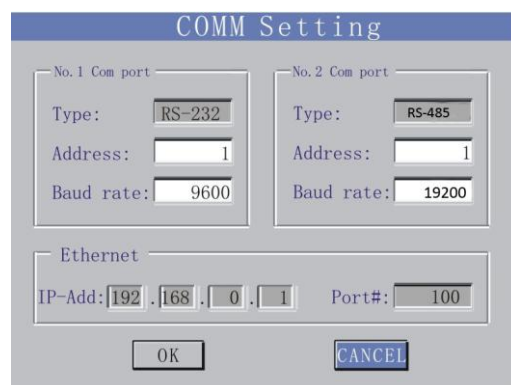 COMM Setting
No.1 Com port
Type: RS-232
Address: 1
Baud rate: 9600
No.2 Com port
Type: RS-485
Address: 1
Baud rate: 19200
Ethernet
IP-Add: 192 . 168 . 0 . 1 Port#: 100
OK CANCEL